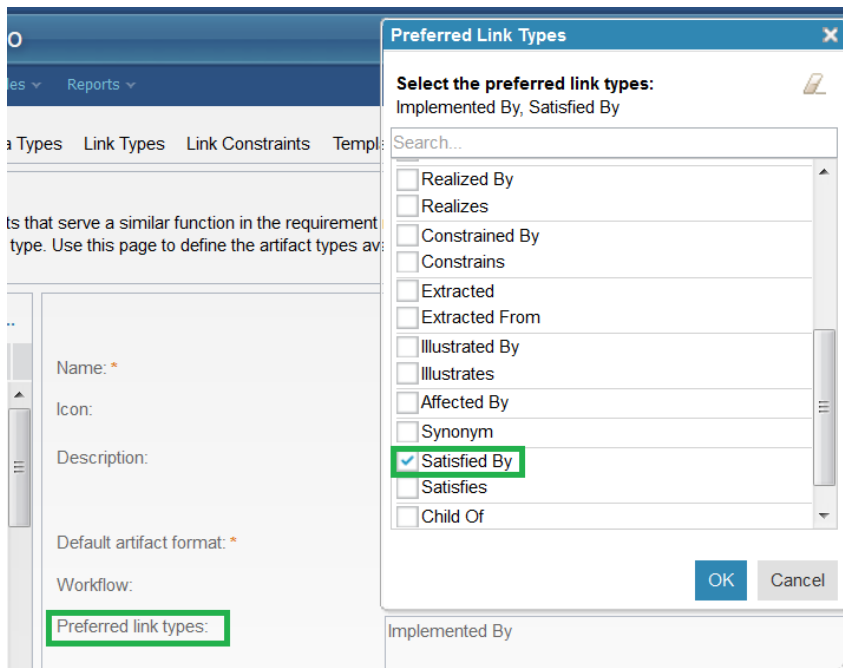 o
Preferred Link Types
les
Reports
Select the preferred link types:
Implemented By, Satisfied By
a Types Link Types Link Constraints Templ
Search...
ts that serve a similar function in the requirement
type. Use this page to define the artifact types ava
Realized By
Realizes
Constrained By
Constrains
Extracted
Extracted From
Illustrated By
Illustrates
Affected By
Synonym
Satisfied By
Satisfies
Child Of
..
Name: *
Icon:
Description:
Default artifact format: *
Workflow:
Preferred link types:
OK Cancel
Implemented By